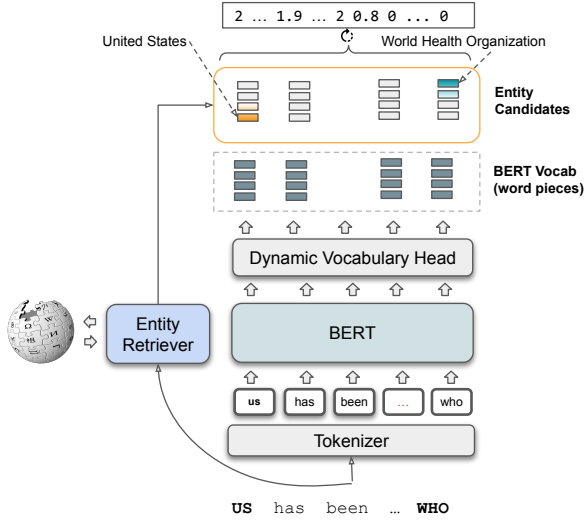 2 ... 1.9 ... 2 0.8 0 ... 0
United States
World Health Organization
Entity
Candidates
BERT Vocab
(word pieces)
Dynamic Vocabulary Head
Entity
Retriever
BERT
us has been ... who
Tokenizer
US has been … WHO